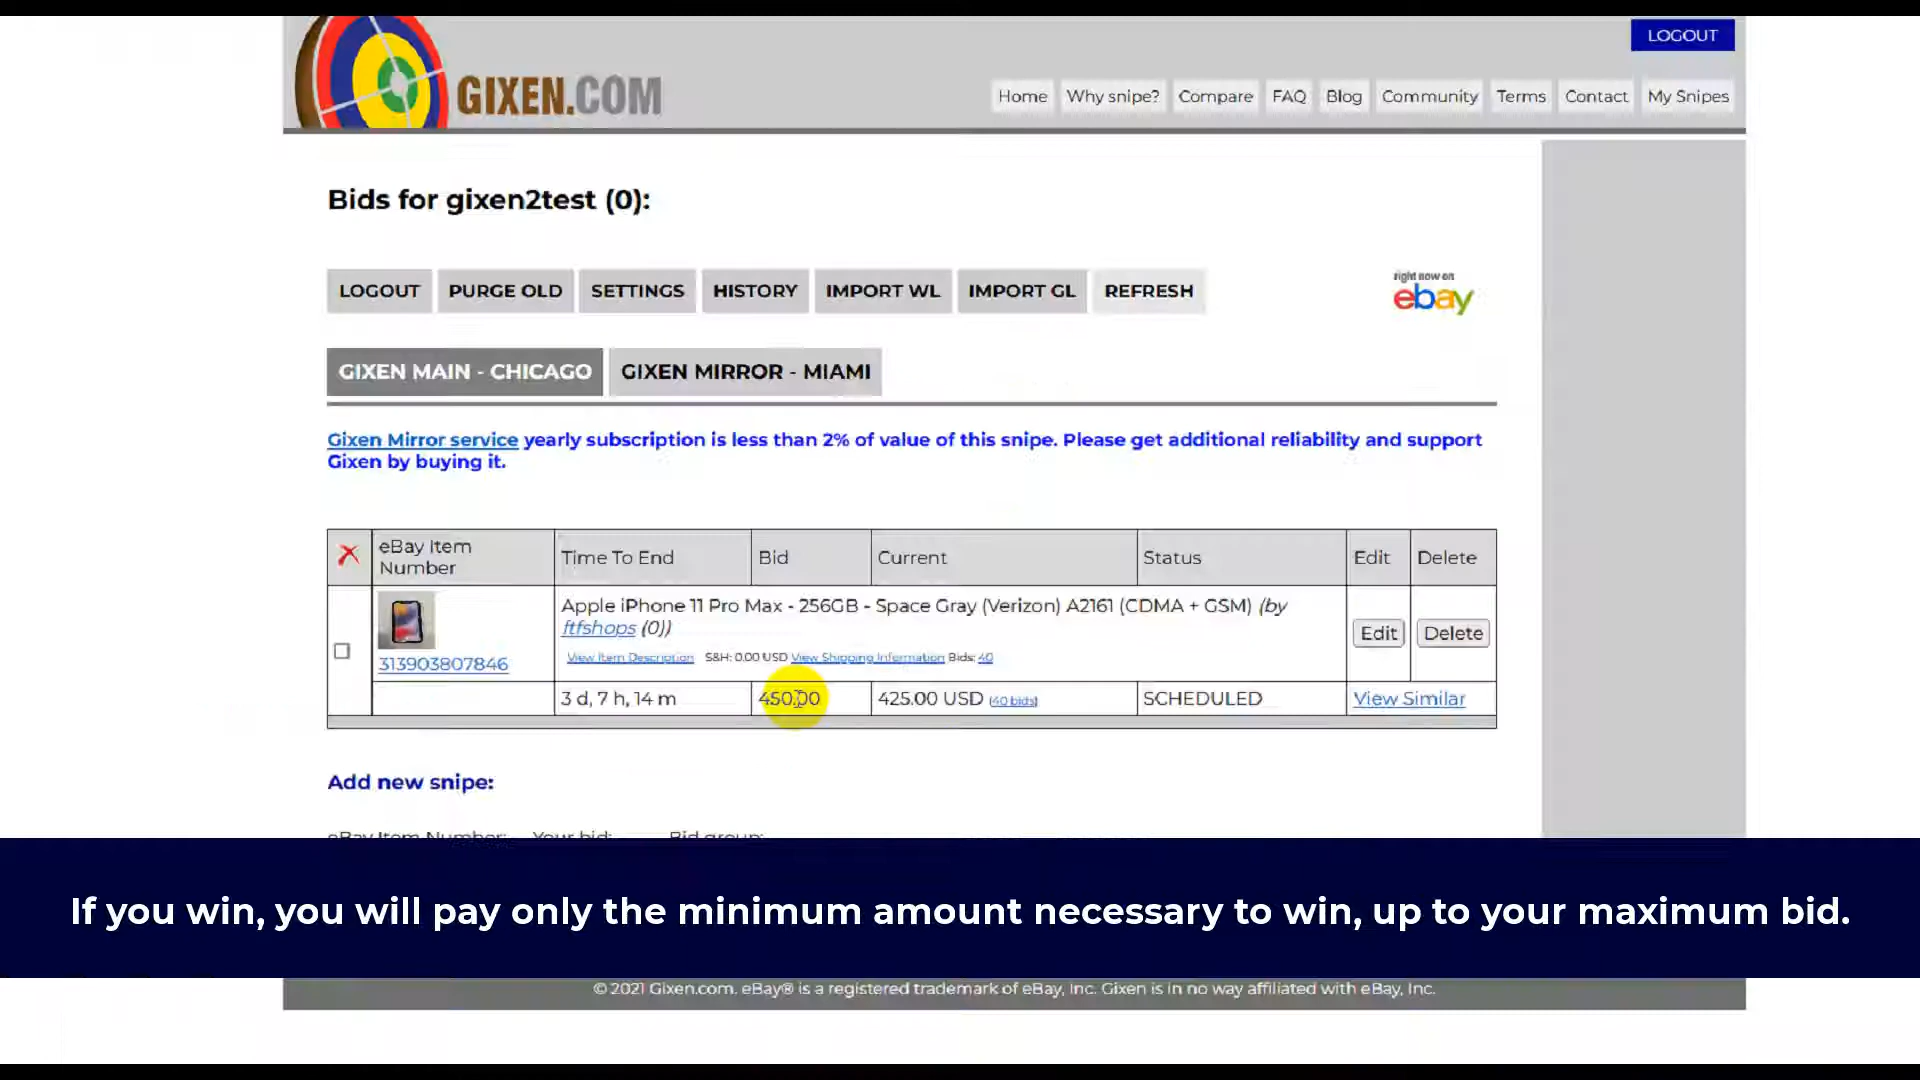 LOGOUT
GIXEN.COM
Home Why snipe? Compare FAQ Blog Community Terms Contact My Snipes
Bids for gixen2test (0):
LOGOUT PURGE OLD SETTINGS HISTORY IMPORT WL IMPORT GL REFRESH
right now on
ebay
GIXEN MAIN - CHICAGO GIXEN MIRROR - MIAMI
Gixen Mirror service yearly subscription is less than 2% of value of this snipe. Please get additional reliability and support
Gixen by buying it.
eBay Item
Number Time To End Bid Current Status Edit Delete
Apple iPhone 11 Pro Max - 256GB - Space Gray (Verizon) A2161 (CDMA + GSM) (by
ftfshops (0)) Edit Delete
View Item Description S&H: 0.00 USD View Shipping Information Bids: 40
313903807846
3 d, 7 h, 14 m 450.00 425.00 USD (40 bids) SCHEDULED View Similar
Add new snipe:
eBay Item Number: Your bid: Bid group:
If you win, you will pay only the minimum amount necessary to win, up to your maximum bid.
© 2021 Gixen.com. eBay® is a registered trademark of eBay, Inc. Gixen is in no way affiliated with eBay, Inc.